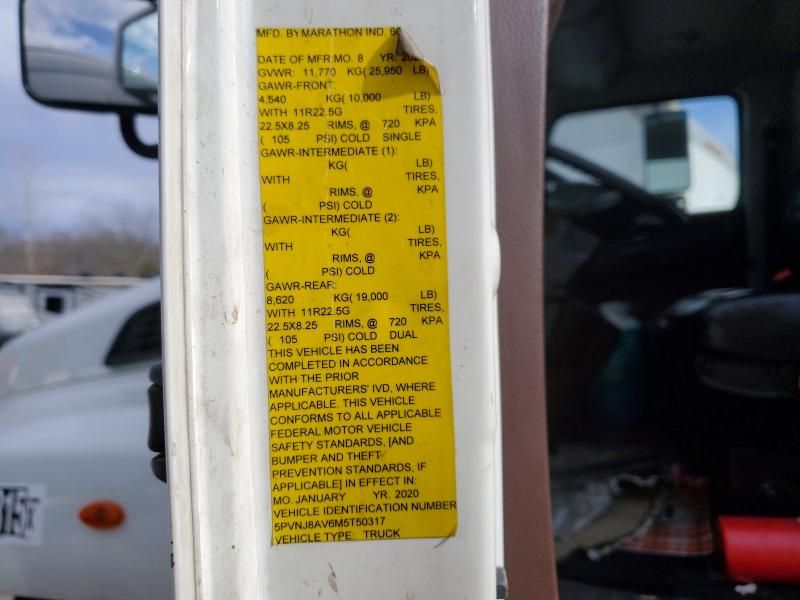 MFD. BY MARATHON IND.
DATE OF MFR: MO. 8 YR.
GVWR: 11,770 KG( 25,950 LB)
GAWR-FRONT:
4,540 KG( 10,000 LB)
WITH 11R22.5G TIRES,
22.5X8.25 RIMS, @ 720 KPA
( 105 PSI) COLD SINGLE
GAWR-INTERMEDIATE (1):
KG( LB)
WITH TIRES,
RIMS, @ KPA
( PSI) COLD
GAWR-INTERMEDIATE (2):
KG( LB)
WITH TIRES,
RIMS, @ KPA
( PSI) COLD
GAWR-REAR:
8,620 KG( 19,000 LB)
WITH 11R22.5G TIRES,
22.5X8.25 RIMS, @ 720 KPA
( 105 PSI) COLD DUAL
THIS VEHICLE HAS BEEN
COMPLETED IN ACCORDANCE
WITH THE PRIOR
MANUFACTURERS' IVD, WHERE
APPLICABLE. THIS VEHICLE
CONFORMS TO ALL APPLICABLE
FEDERAL MOTOR VEHICLE
SAFETY STANDARDS, [AND
BUMPER AND THEFT
PREVENTION STANDARDS, IF
APPLICABLE] IN EFFECT IN:
MO. JANUARY YR. 2020
VEHICLE IDENTIFICATION NUMBER
5PVNJ8AV6M5T50317
VEHICLE TYPE: TRUCK